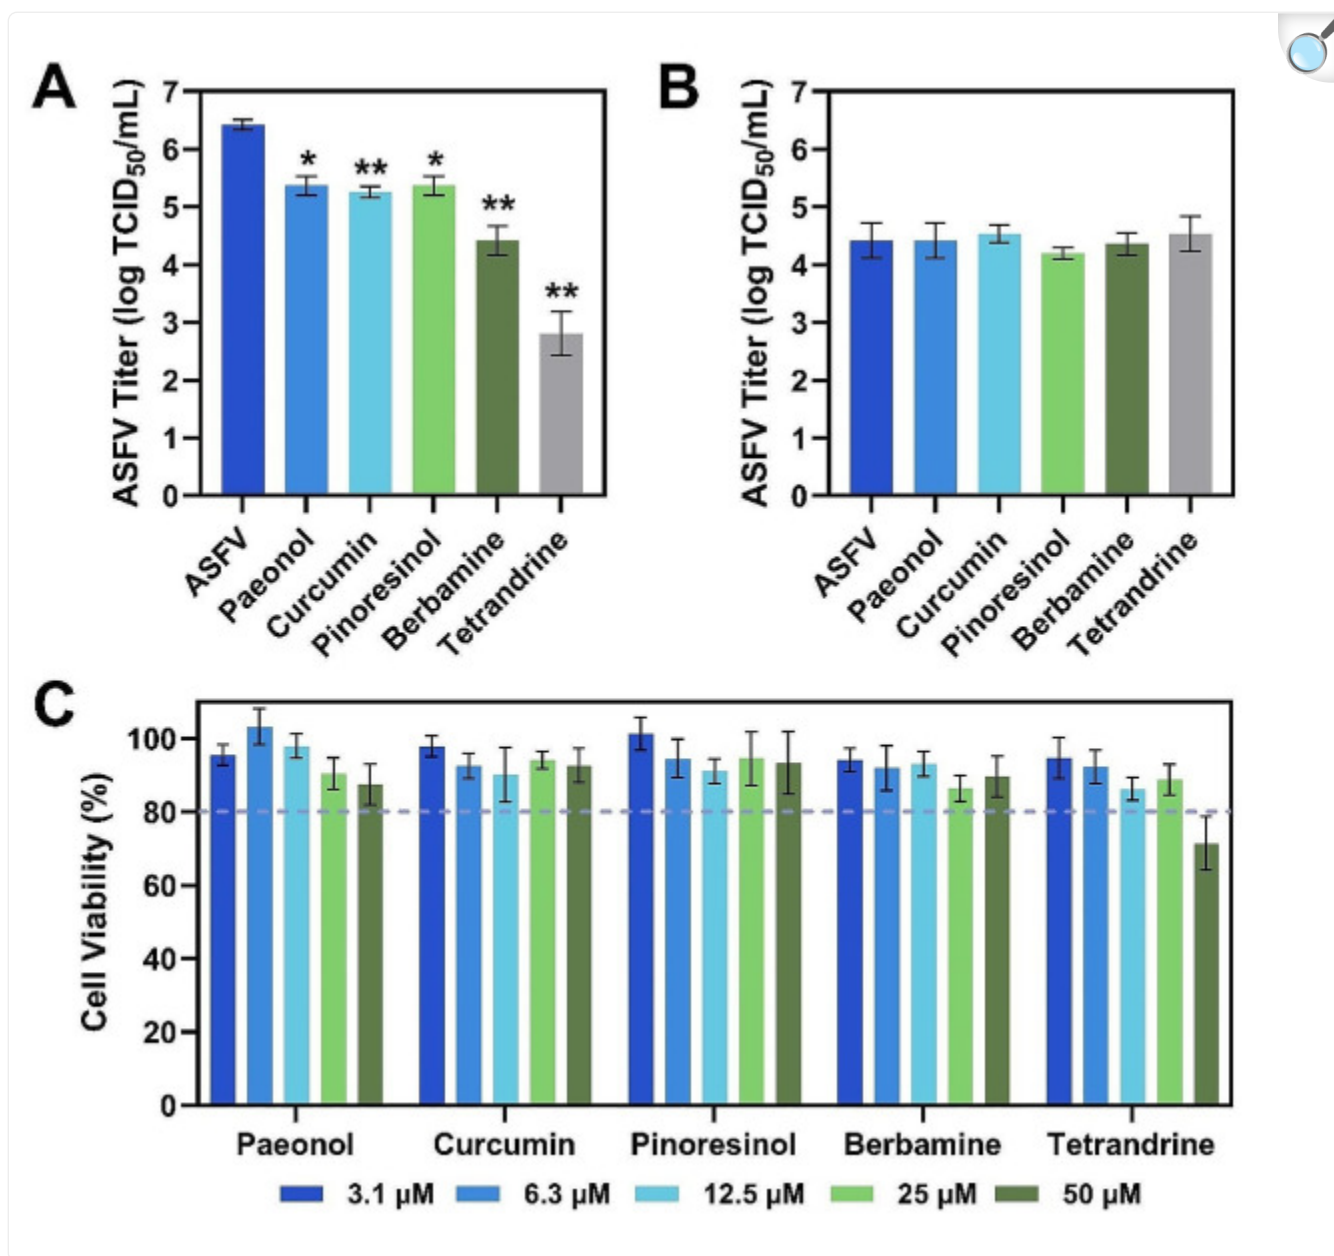 A
B
ASFV Titer (log TCID50/mL)
7
6
5
4
3
2
1
0
*
**
*
**
**
ASFV
Paeonol
Curcumin
Pinoresinol
Berbamine
Tetrandrine
ASFV Titer (log TCID50/mL)
7
6
5
4
3
2
1
0
ASFV
Paeonol
Curcumin
Pinoresinol
Berbamine
Tetrandrine
C
Cell Viability (%)
100
80
60
40
20
0
Paeonol Curcumin Pinoresinol Berbamine Tetrandrine
3.1 µM 6.3 µM 12.5 µM 25 µM 50 µM